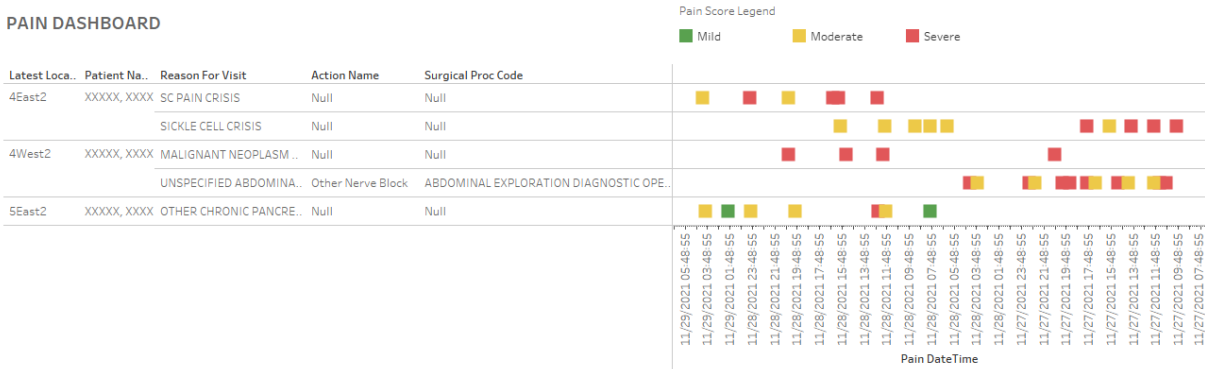 PAIN DASHBOARD
Pain Score Legend
Mild Moderate Severe
Latest Loca.. Patient Na.. Reason For Visit Action Name Surgical Proc Code
4East2 XXXXX, XXXX SC PAIN CRISIS Null Null
SICKLE CELL CRISIS Null Null
4West2 XXXXX, XXXX MALIGNANT NEOPLASM .. Null Null
UNSPECIFIED ABDOMINA.. Other Nerve Block ABDOMINAL EXPLORATION DIAGNOSTIC OPE..
5East2 XXXXX, XXXX OTHER CHRONIC PANCRE.. Null Null
11/29/2021 05:48:55
11/29/2021 03:48:55
11/29/2021 01:48:55
11/28/2021 23:48:55
11/28/2021 21:48:55
11/28/2021 19:48:55
11/28/2021 17:48:55
11/28/2021 15:48:55
11/28/2021 13:48:55
11/28/2021 11:48:55
11/28/2021 09:48:55
11/28/2021 07:48:55
11/28/2021 05:48:55
11/28/2021 03:48:55
11/28/2021 01:48:55
11/27/2021 23:48:55
11/27/2021 21:48:55
11/27/2021 19:48:55
11/27/2021 17:48:55
11/27/2021 15:48:55
11/27/2021 13:48:55
11/27/2021 11:48:55
11/27/2021 09:48:55
11/27/2021 07:48:55
Pain DateTime